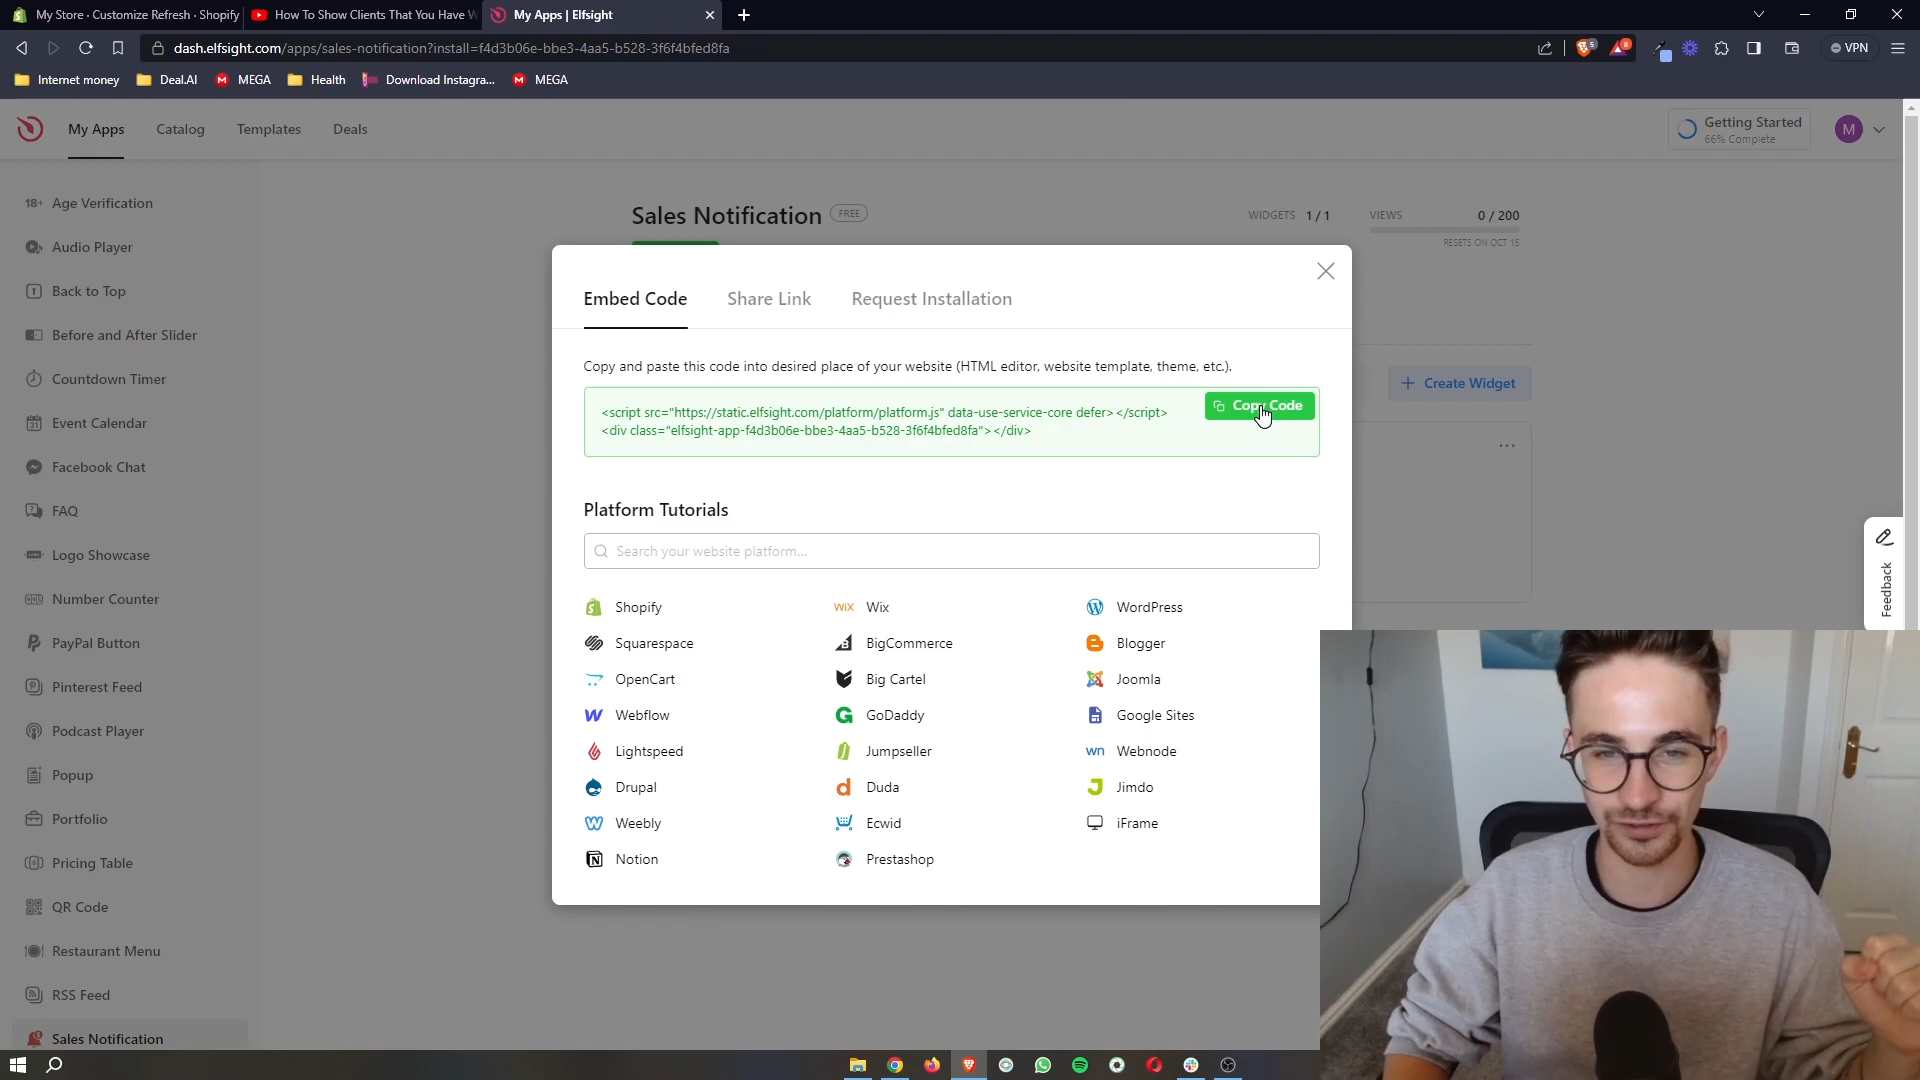 My Store · Customize Refresh · Shopify
How To Show Clients That You Have W
My Apps | Elfsight
dash.elfsight.com/apps/sales-notification?install=f4d3b06e-bbe3-4aa5-b528-3f6f4bfed8fa
VPN
Internet money
Deal.AI
MEGA
Health
Download Instagra...
MEGA
My Apps
Catalog
Templates
Deals
Getting Started
66% Complete
M
18+ Age Verification
Audio Player
Back to Top
Before and After Slider
Countdown Timer
Event Calendar
Facebook Chat
FAQ
Logo Showcase
Number Counter
PayPal Button
Pinterest Feed
Podcast Player
Popup
Portfolio
Pricing Table
QR Code
Restaurant Menu
RSS Feed
Sales Notification
Sales Notification FREE
WIDGETS 1 / 1
VIEWS 0 / 200
RESETS ON OCT 15
Create Widget
Embed Code
Share Link
Request Installation
Copy and paste this code into desired place of your website (HTML editor, website template, theme, etc.).
<script src="https://static.elfsight.com/platform/platform.js" data-use-service-core defer></script>
<div class="elfsight-app-f4d3b06e-bbe3-4aa5-b528-3f6f4bfed8fa"></div>
Copy Code
Platform Tutorials
Search your website platform...
Shopify
WiX Wix
WordPress
Squarespace
BigCommerce
Blogger
OpenCart
Big Cartel
Joomla
Webflow
GoDaddy
Google Sites
Lightspeed
Jumpseller
wn Webnode
Drupal
Duda
Jimdo
Weebly
Ecwid
iFrame
Notion
Prestashop
Feedback